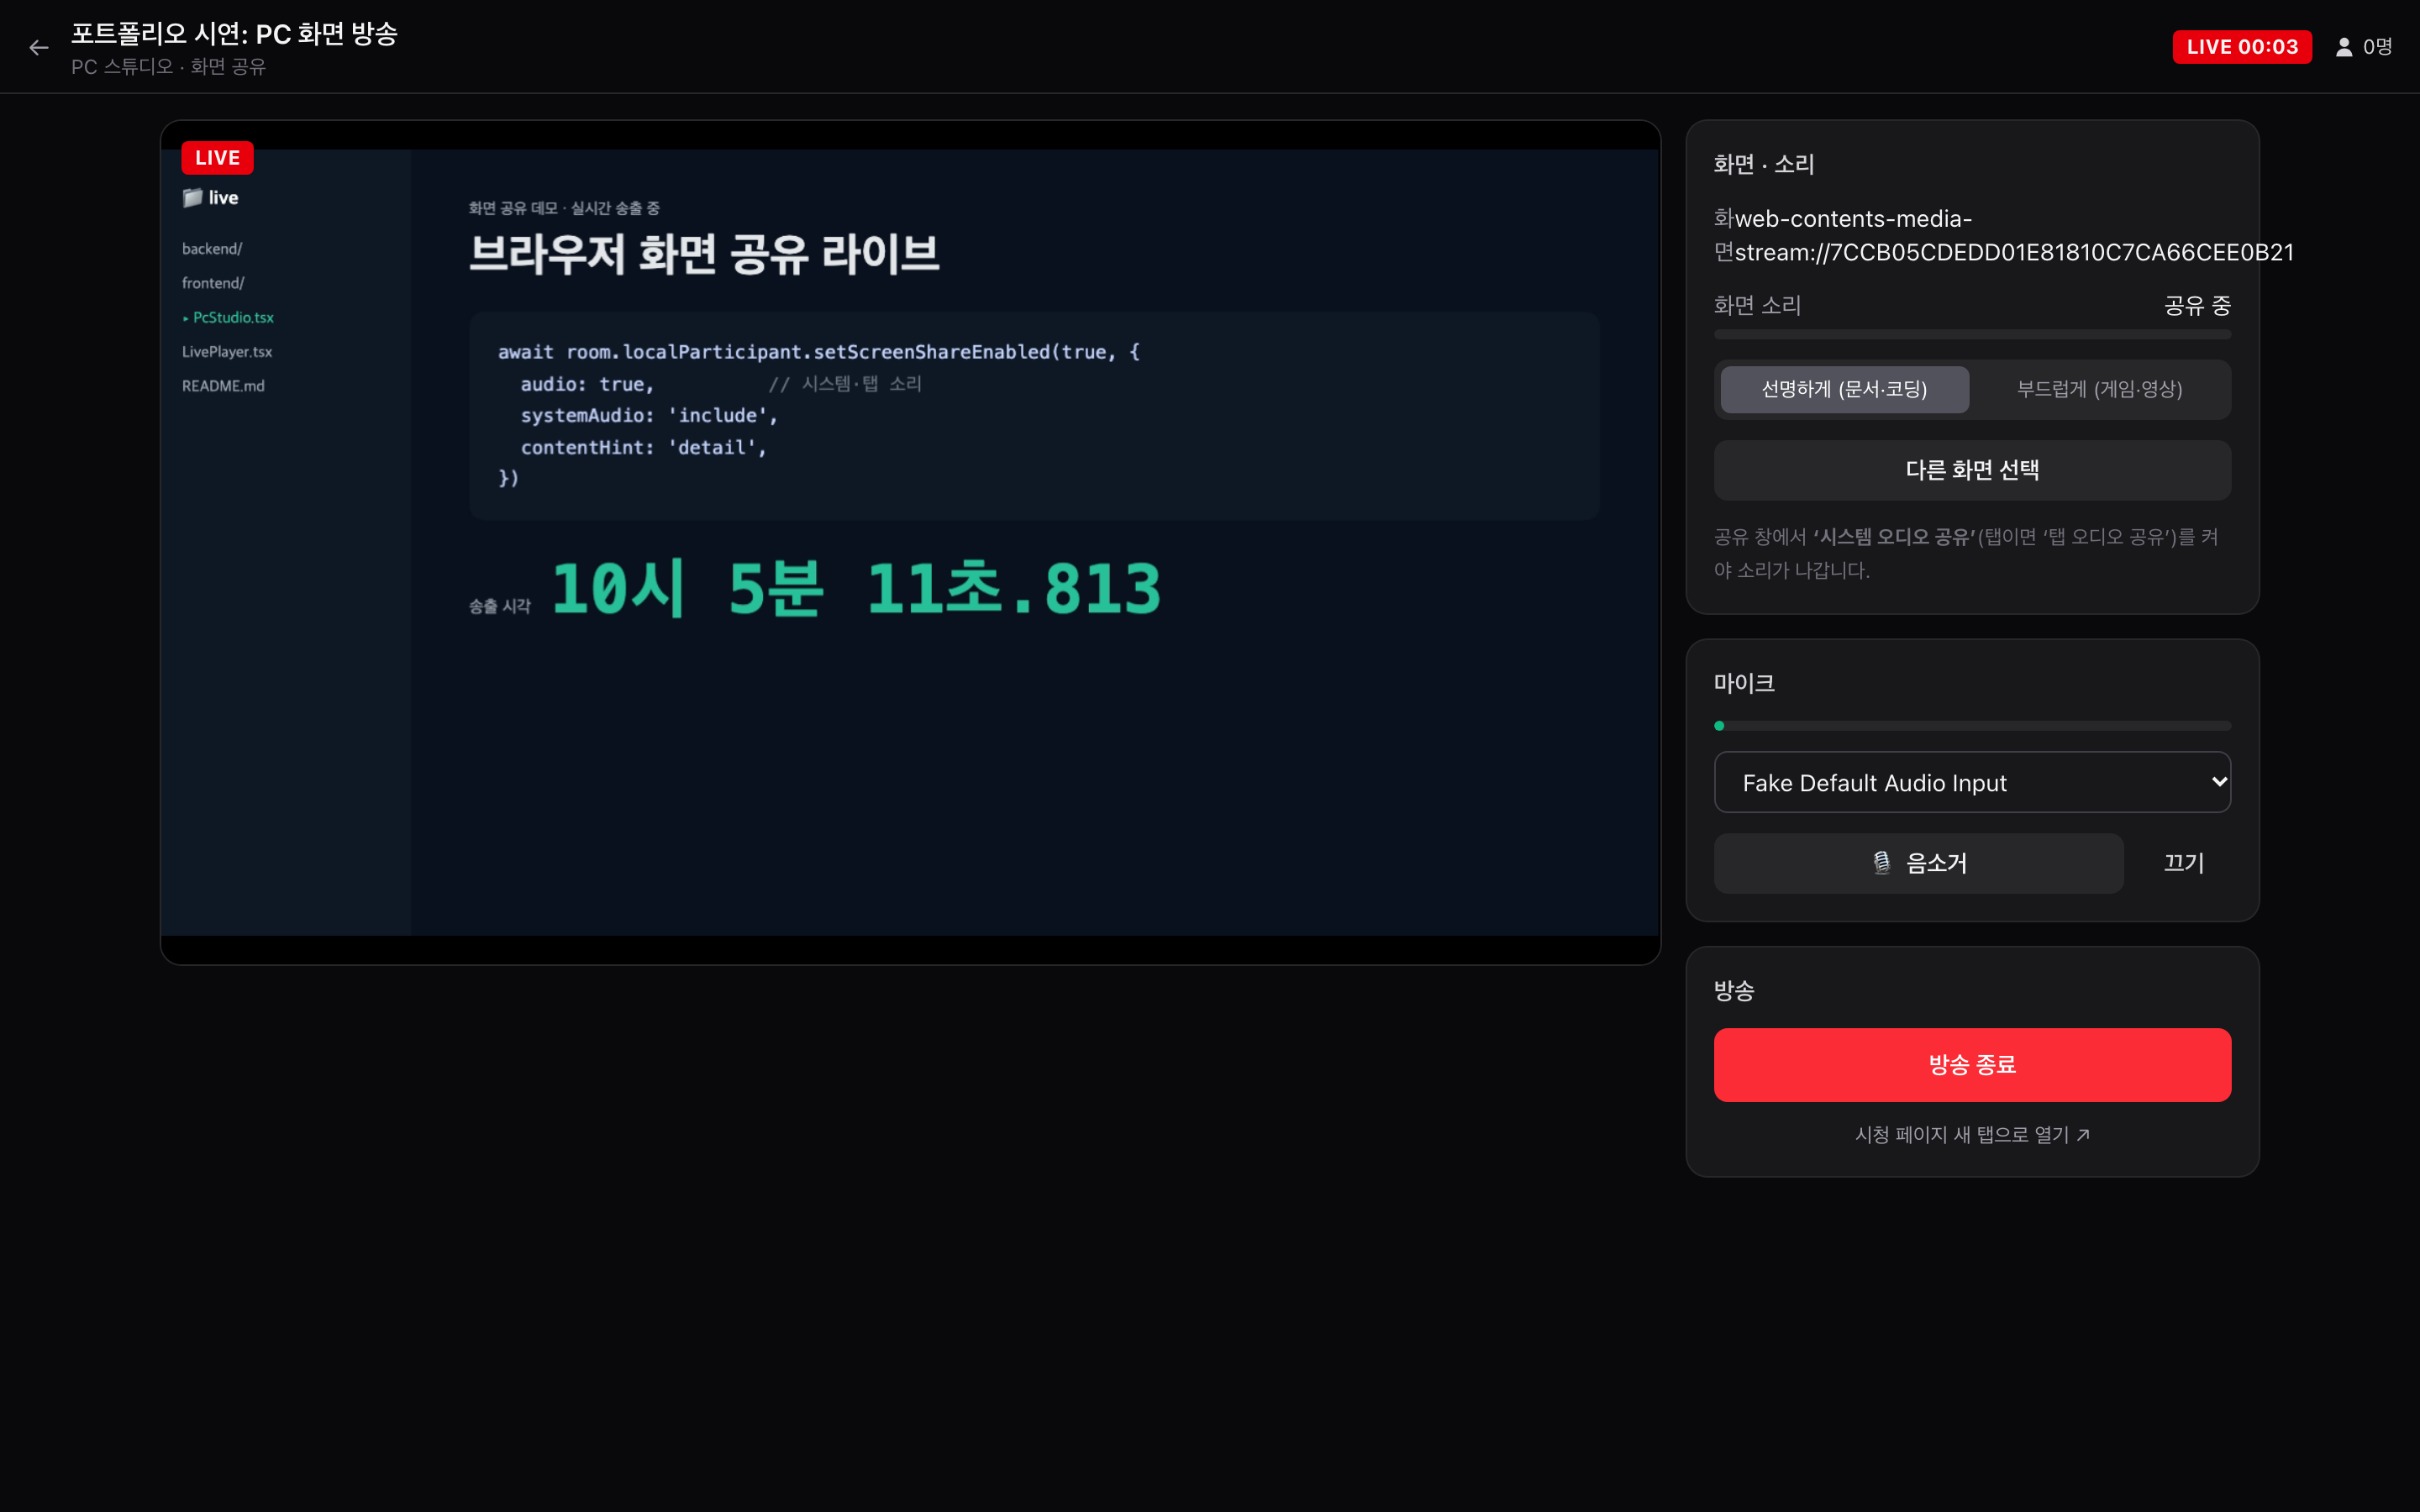 포트폴리오 시연: PC 화면 방송
PC 스튜디오 · 화면 공유
LIVE 00:03
0명
LIVE
live
backend/
frontend/
▸ PcStudio.tsx
LivePlayer.tsx
README.md
화면 공유 데모 · 실시간 송출 중
브라우저 화면 공유 라이브
await room.localParticipant.setScreenShareEnabled(true, {
audio: true, // 시스템·탭 소리
systemAudio: 'include',
contentHint: 'detail',
})
송출 시각 10시 5분 11초.813
화면 · 소리
화web-contents-media-
면stream://7CCB05CDEDD01E81810C7CA66CEE0B21
화면 소리 공유 중
선명하게 (문서·코딩) 부드럽게 (게임·영상)
다른 화면 선택
공유 창에서 ‘시스템 오디오 공유’(탭이면 ‘탭 오디오 공유’)를 켜
야 소리가 나갑니다.
마이크
Fake Default Audio Input
음소거 끄기
방송
방송 종료
시청 페이지 새 탭으로 열기 ↗